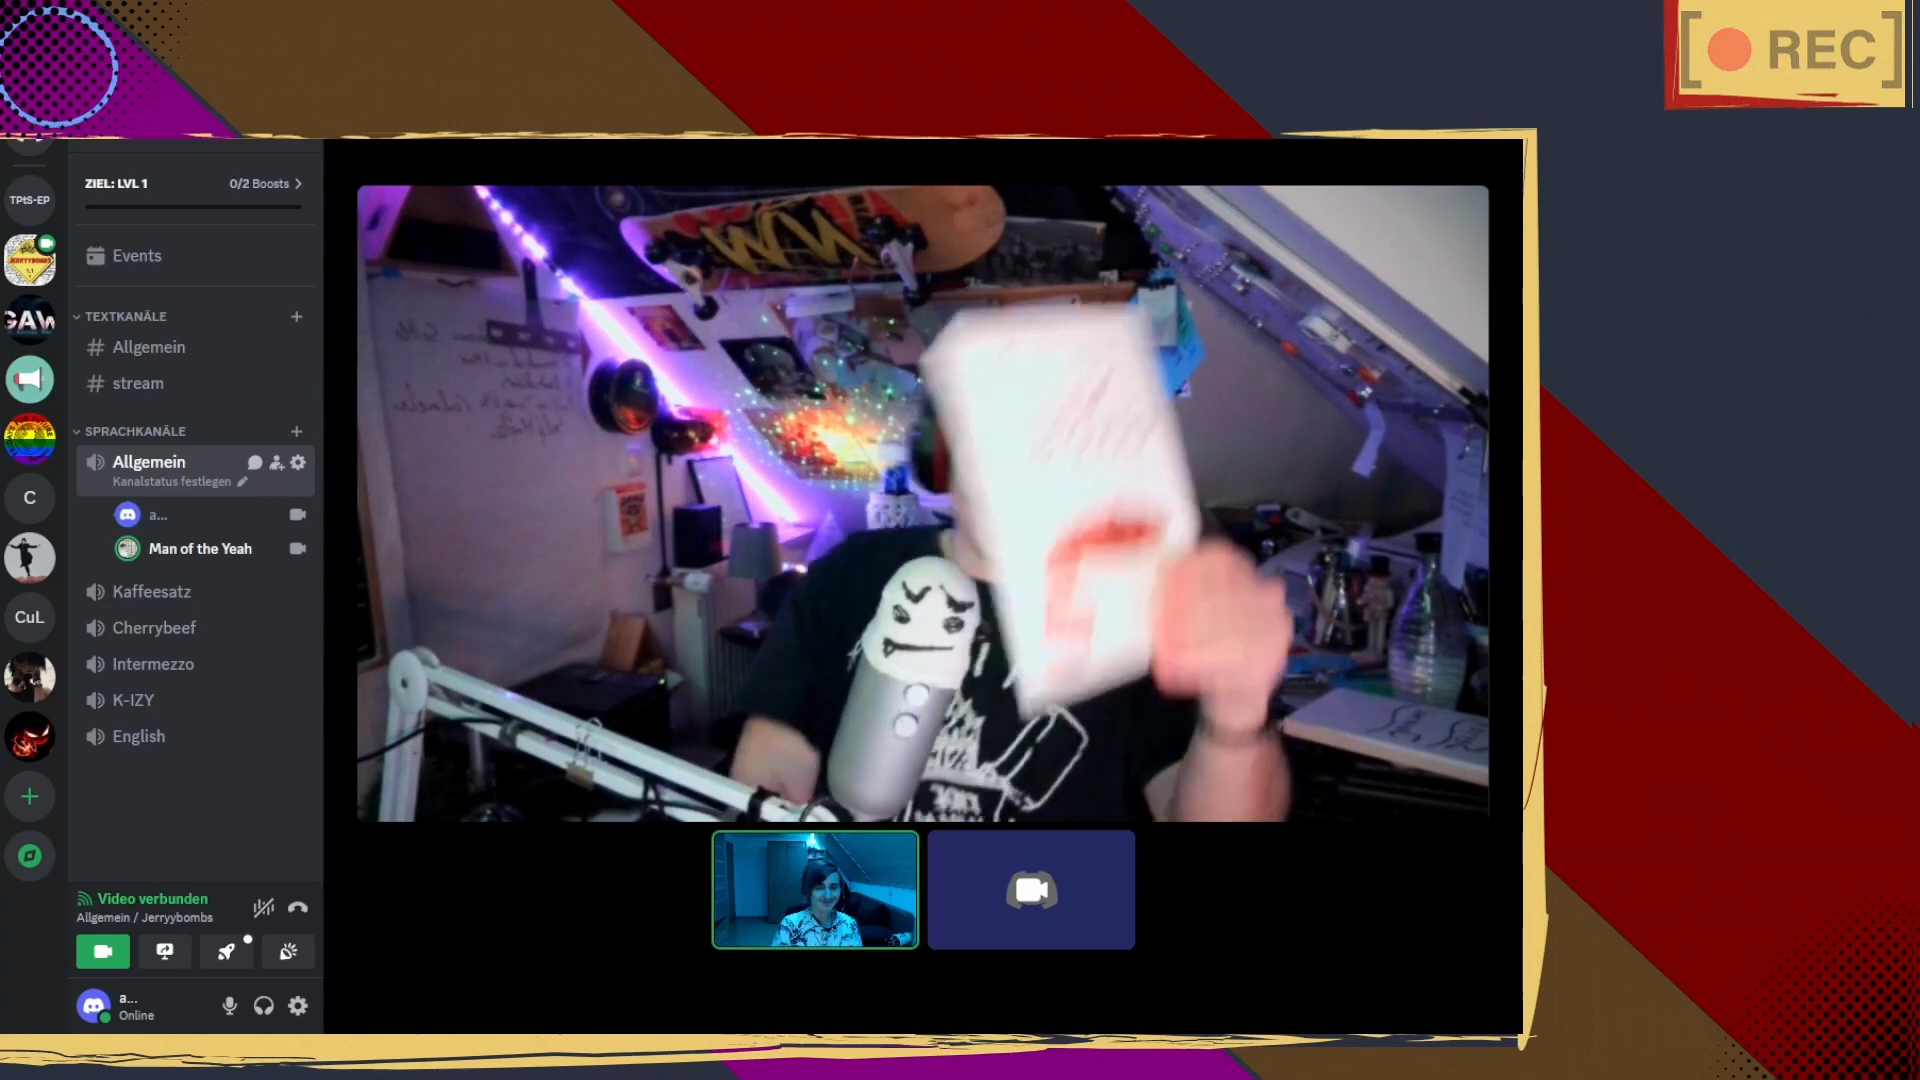 REC
ZIEL: LVL 1
0/2 Boosts
TPtS-EP
Events
TEXTKANÄLE
Allgemein
stream
SPRACHKANÄLE
Allgemein
Kanalstatus festlegen
a...
C
Man of the Yeah
Kaffeesatz
CuL
Cherrybeef
Intermezzo
K-IZY
English
Video verbunden
Allgemein / Jerryybombs
a...
Online